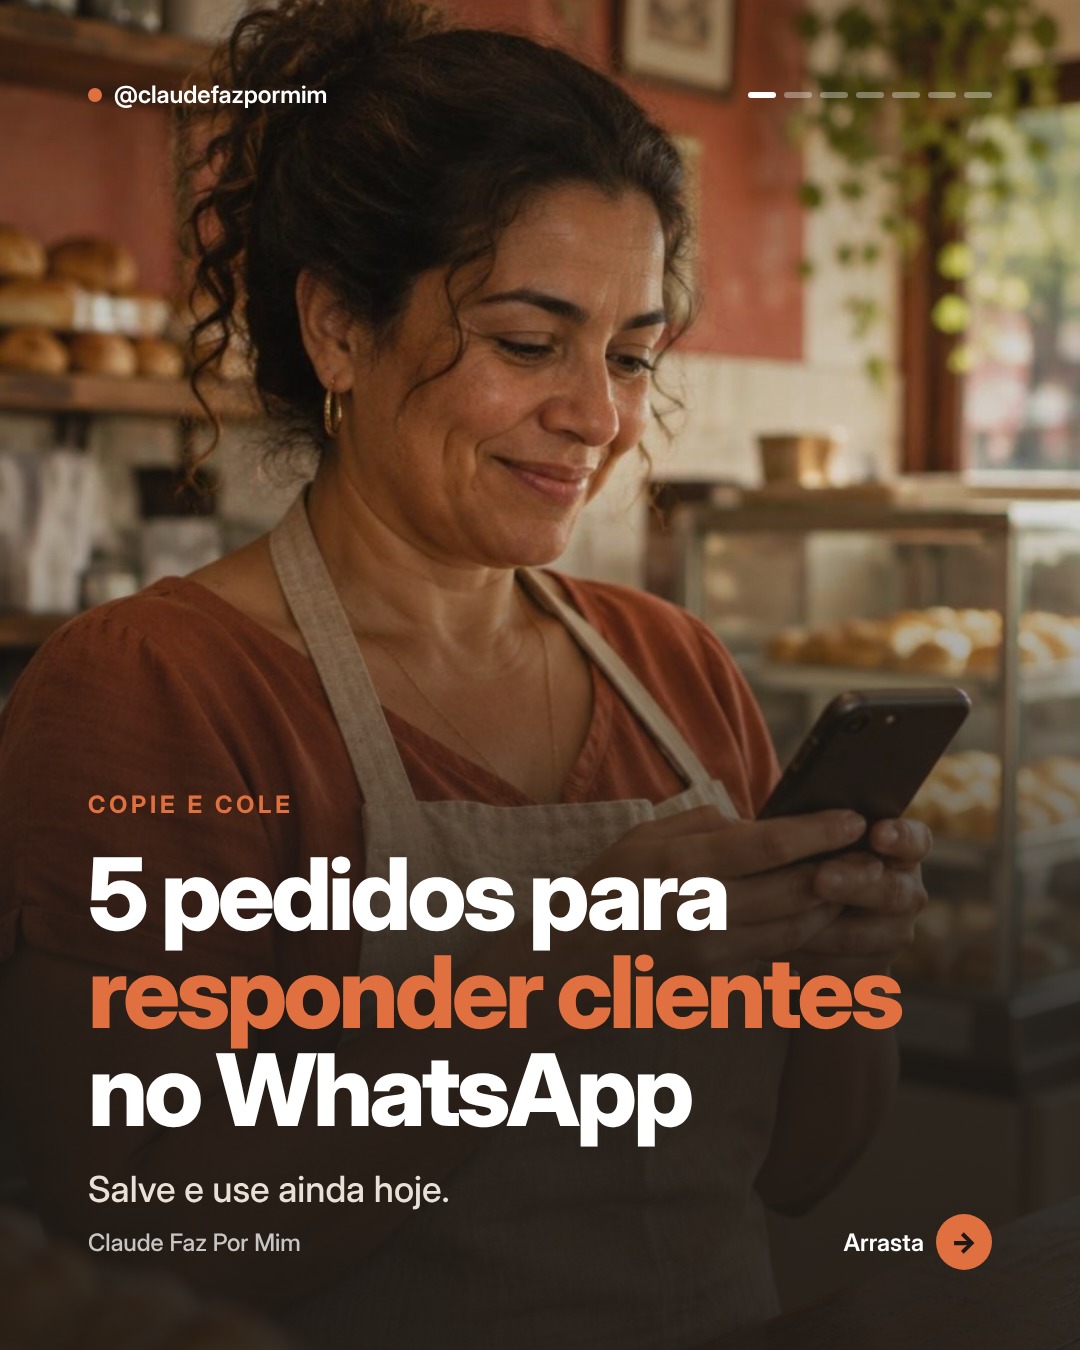 @claudefazpormim
COPIE E COLE
5 pedidos para
responder clientes
no WhatsApp
Salve e use ainda hoje.
Claude Faz Por Mim
Arrasta